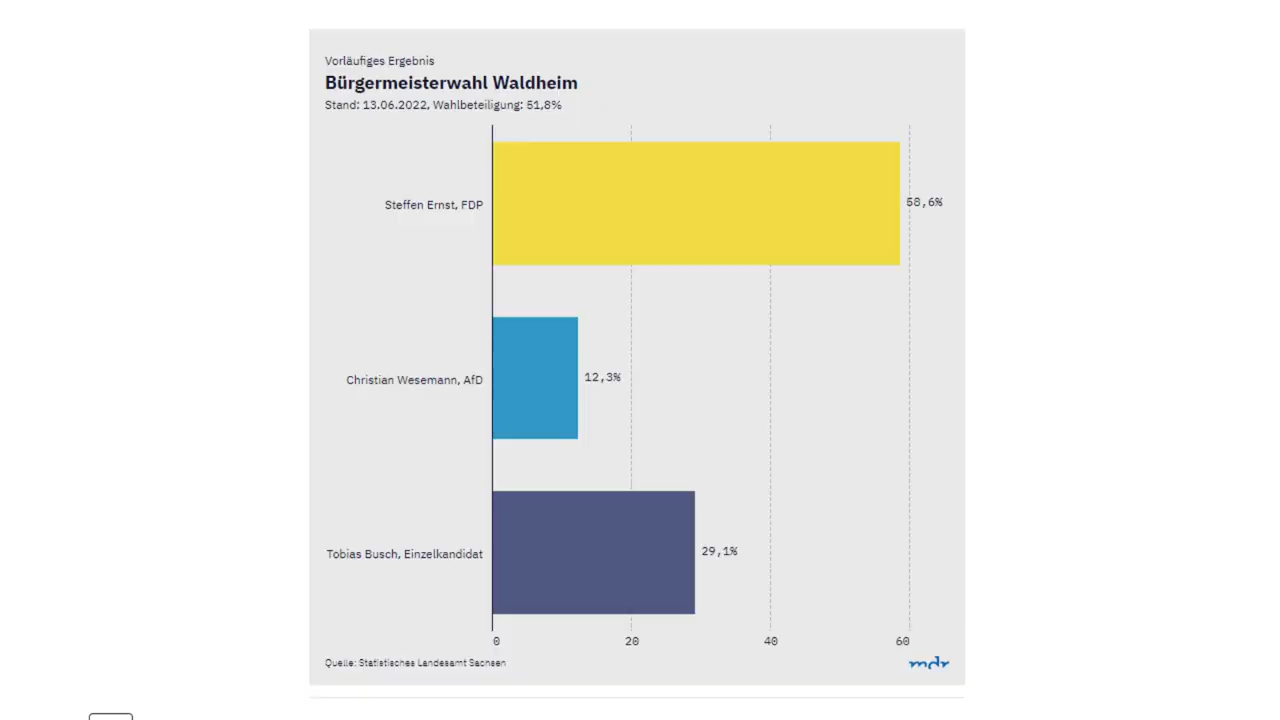 Vorläufiges Ergebnis
Bürgermeisterwahl Waldheim
Stand: 13.06.2022, Wahlbeteiligung: 51,8%
Steffen Ernst, FDP
58,6%
Christian Wesemann, AfD
12,3%
Tobias Busch, Einzelkandidat
29,1%
0 20 40 60
Quelle: Statistisches Landesamt Sachsen
mdr